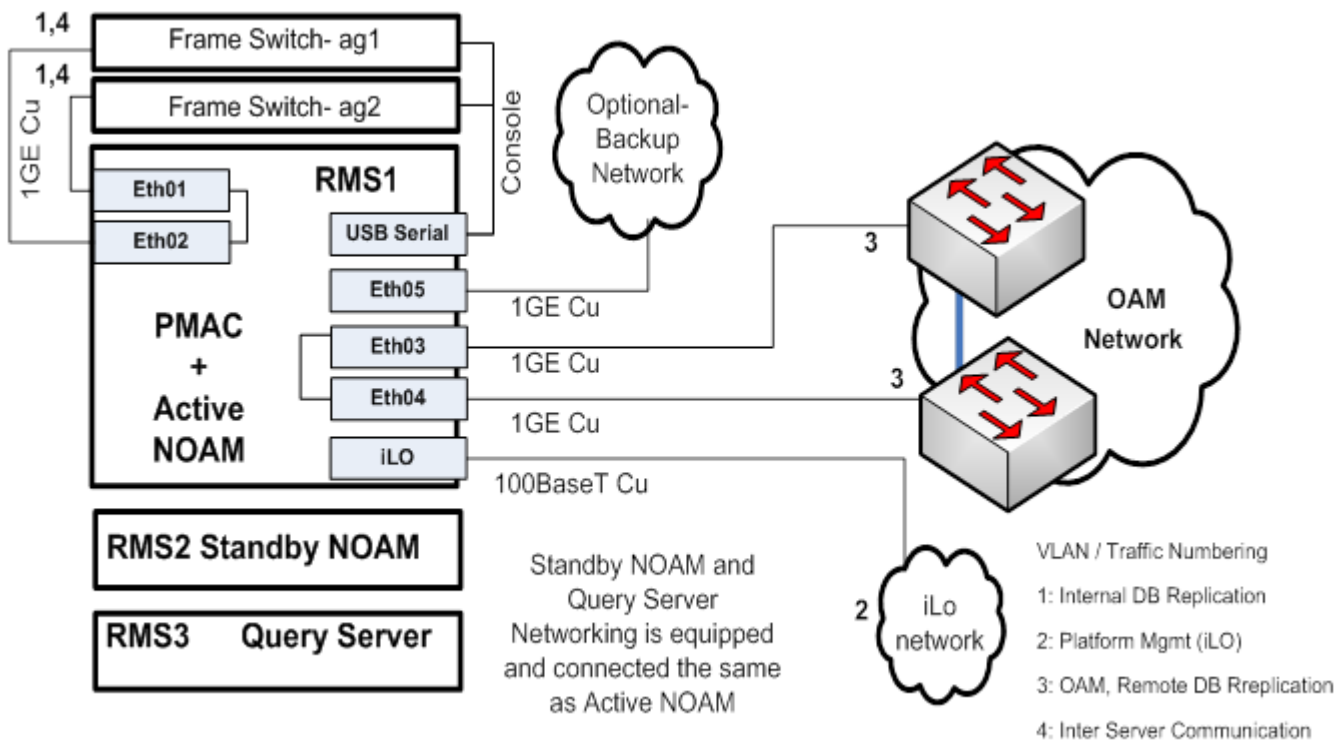 1,4
Frame Switch- ag1
1,4
Frame Switch- ag2
1GE Cu
Console
Optional-
Backup
Network
RMS1
Eth01
Eth02
USB Serial
Eth05
1GE Cu
PMAC
+
Active
NOAM
Eth03
1GE Cu
Eth04
1GE Cu
iLO
100BaseT Cu
3
3
OAM
Network
RMS2 Standby NOAM
RMS3 Query Server
Standby NOAM and
Query Server
Networking is equipped
and connected the same
as Active NOAM
2
iLo
network
VLAN / Traffic Numbering
1: Internal DB Replication
2: Platform Mgmt (iLO)
3: OAM, Remote DB Rreplication
4: Inter Server Communication